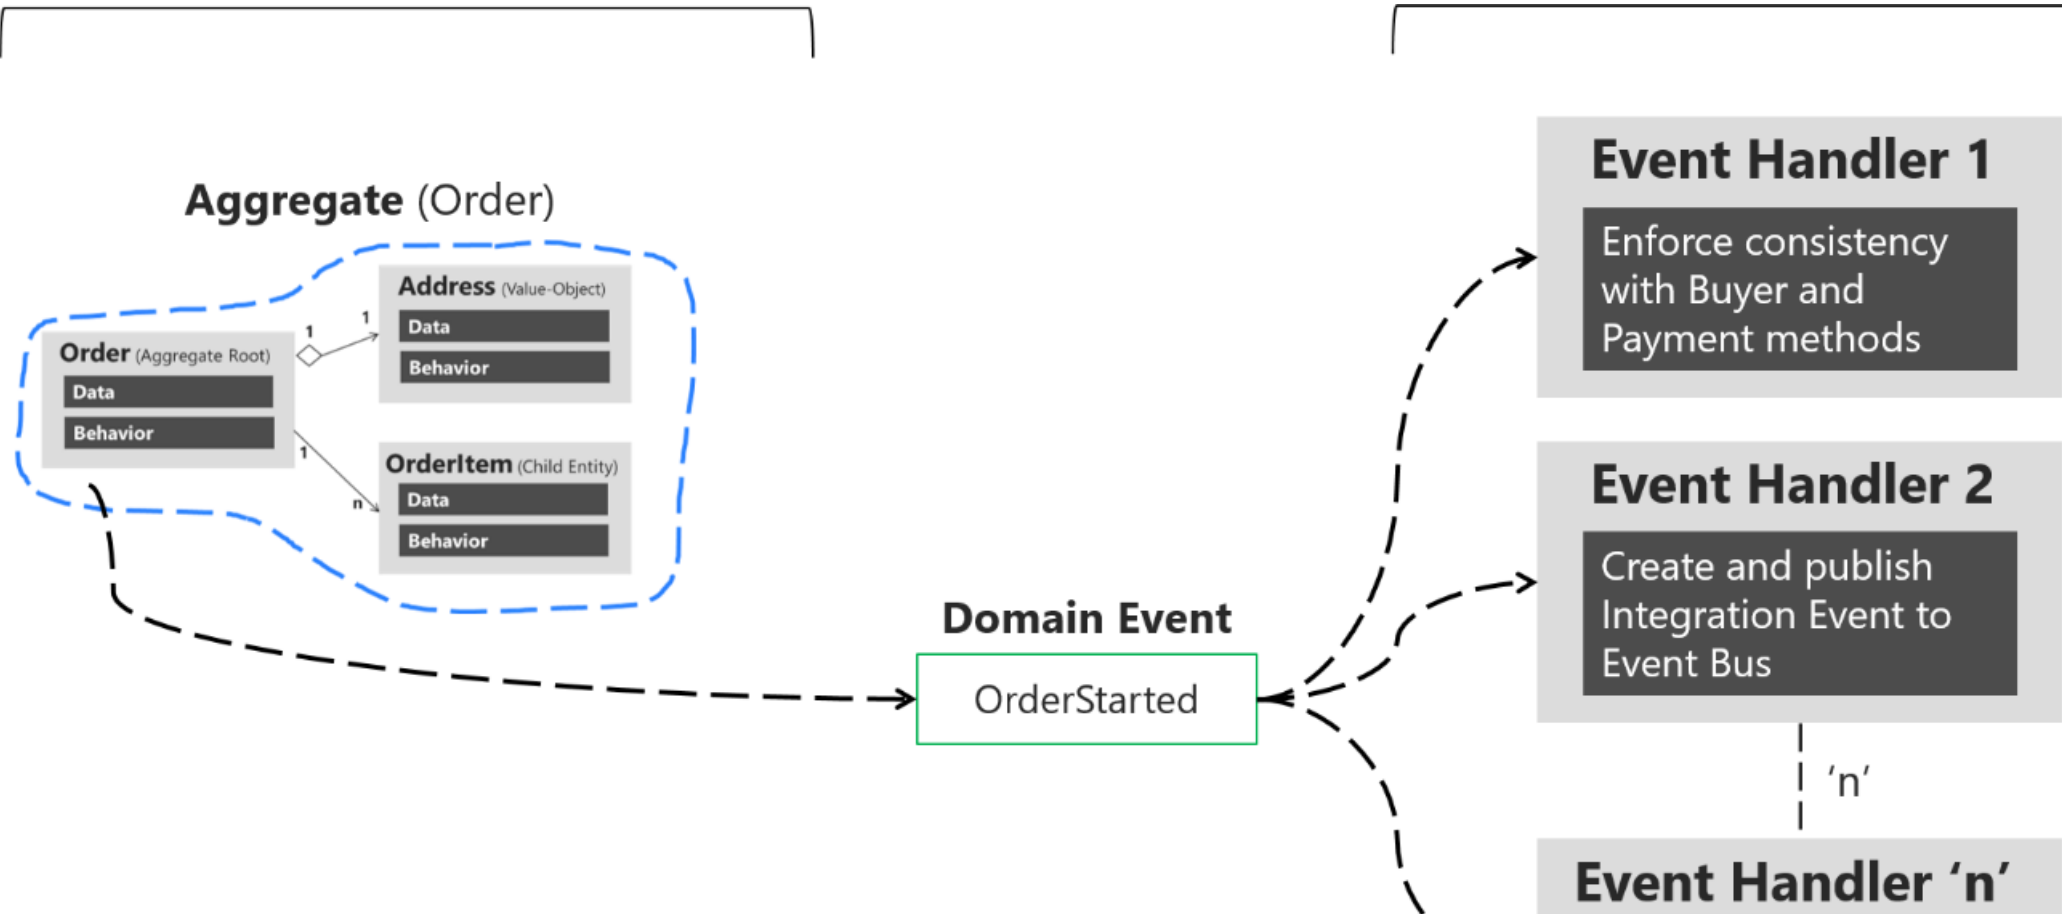 Aggregate (Order)
Order (Aggregate Root)
Data
Behavior
1
1
Address (Value-Object)
Data
Behavior
1
n
OrderItem (Child Entity)
Data
Behavior
Domain Event
OrderStarted
Event Handler 1
Enforce consistency
with Buyer and
Payment methods
Event Handler 2
Create and publish
Integration Event to
Event Bus
‘n’
Event Handler ‘n’